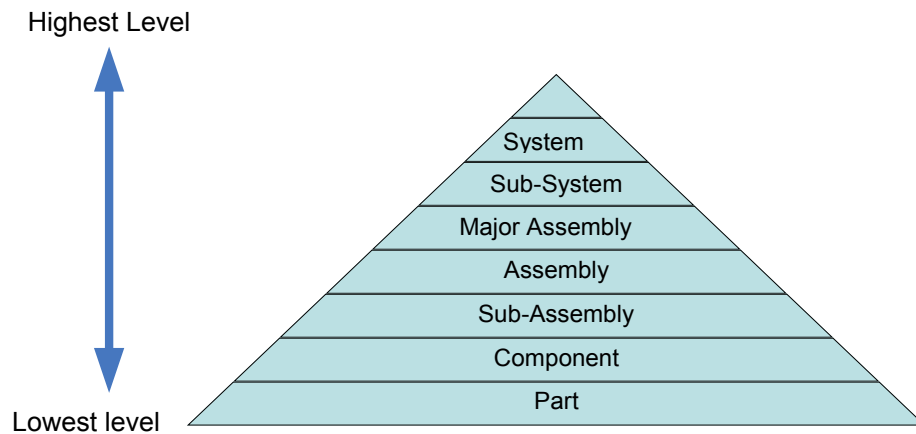 Highest Level
System
Sub-System
Major Assembly
Assembly
Sub-Assembly
Component
Part
Lowest level